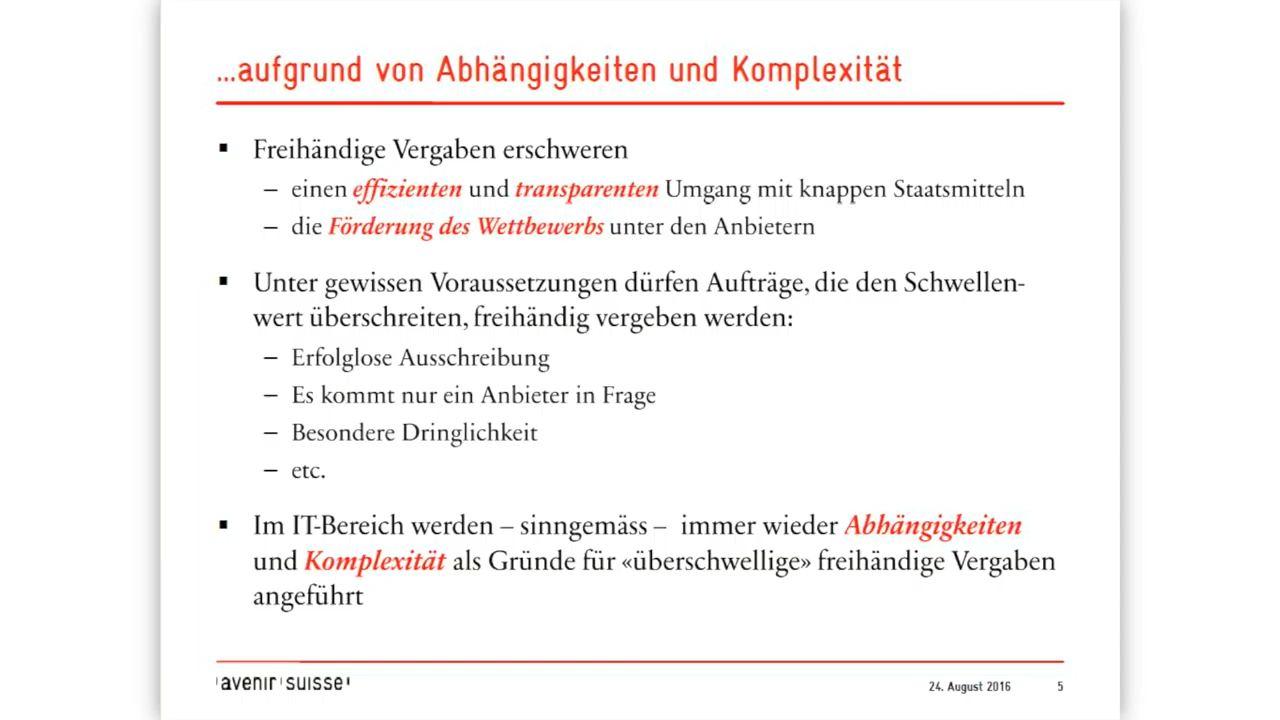 ...aufgrund von Abhängigkeiten und Komplexität
▪ Freihändige Vergaben erschweren
– einen effizienten und transparenten Umgang mit knappen Staatsmitteln
– die Förderung des Wettbewerbs unter den Anbietern
▪ Unter gewissen Voraussetzungen dürfen Aufträge, die den Schwellen-
wert überschreiten, freihändig vergeben werden:
– Erfolglose Ausschreibung
– Es kommt nur ein Anbieter in Frage
– Besondere Dringlichkeit
– etc.
▪ Im IT-Bereich werden – sinngemäss – immer wieder Abhängigkeiten
und Komplexität als Gründe für «überschwellige» freihändige Vergaben
angeführt
avenir suisse
24. August 2016 5